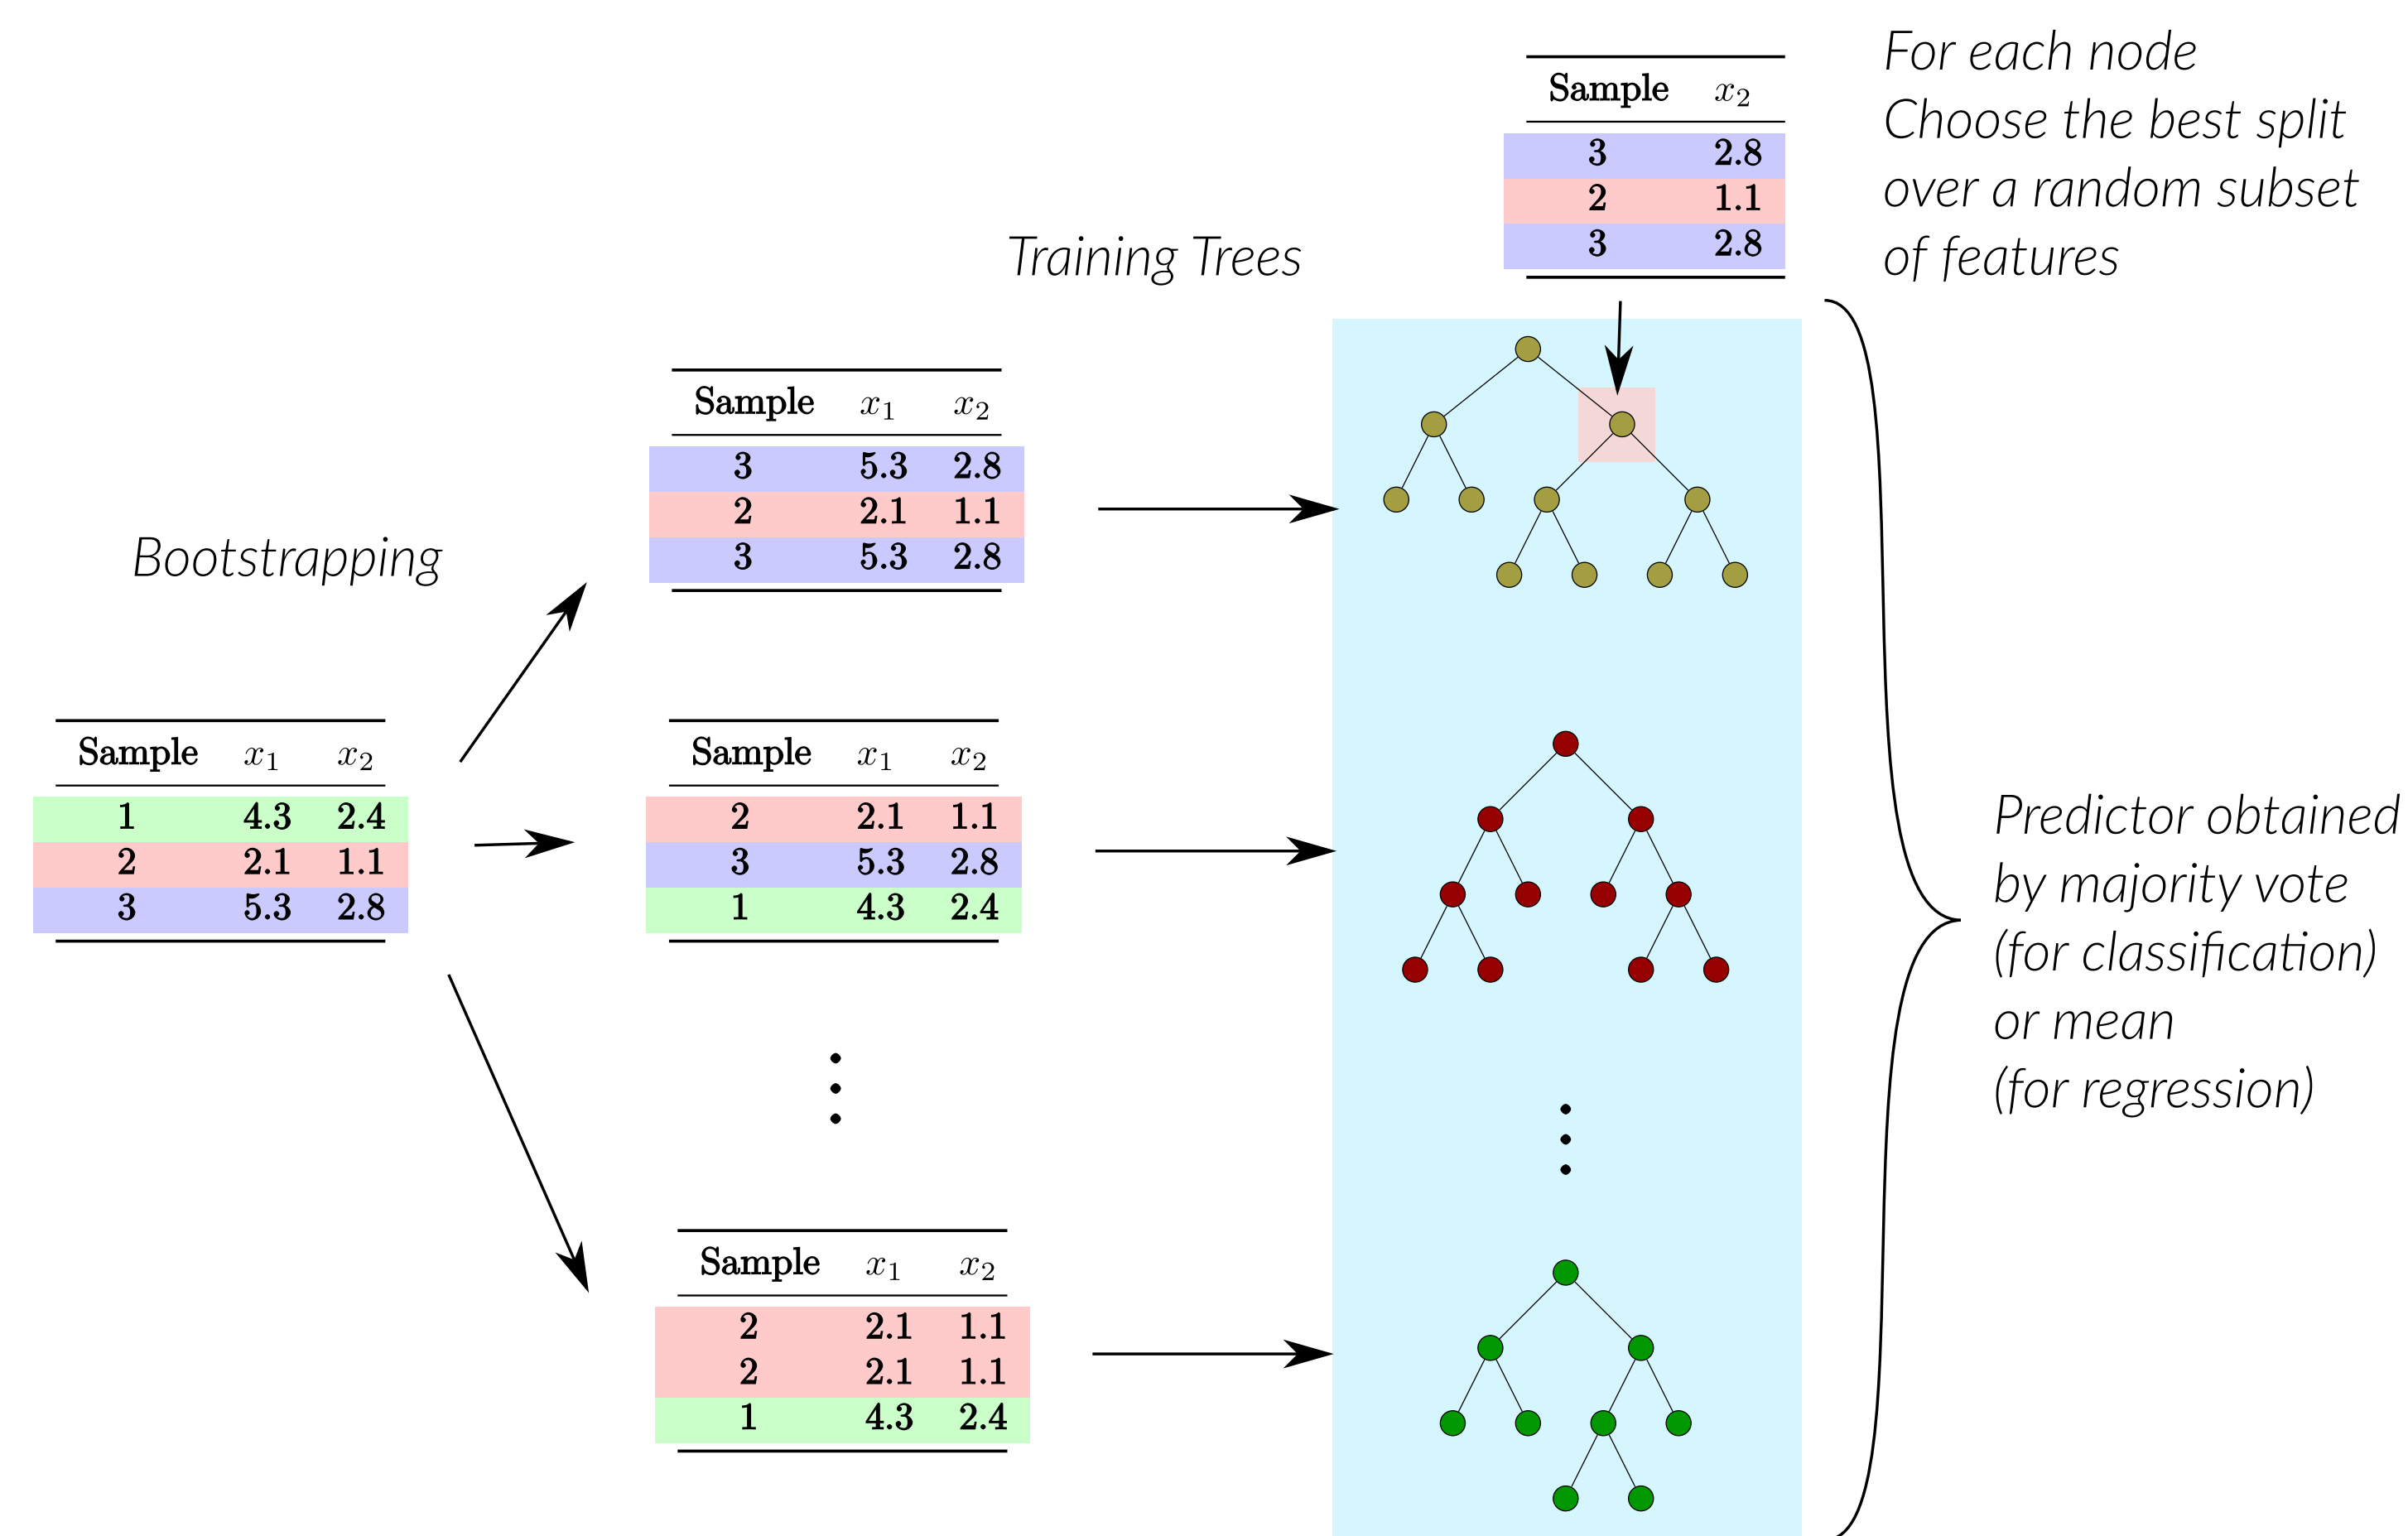 For each node
Choose the best split
over a random subset
of features
Sample x₂
3 2.8
2 1.1
3 2.8
Training Trees
Sample x₁ x₂
3 5.3 2.8
2 2.1 1.1
3 5.3 2.8
Bootstrapping
Sample x₁ x₂
1 4.3 2.4
2 2.1 1.1
3 5.3 2.8
Sample x₁ x₂
2 2.1 1.1
3 5.3 2.8
1 4.3 2.4
Sample x₁ x₂
2 2.1 1.1
2 2.1 1.1
1 4.3 2.4
Predictor obtained
by majority vote
(for classification)
or mean
(for regression)